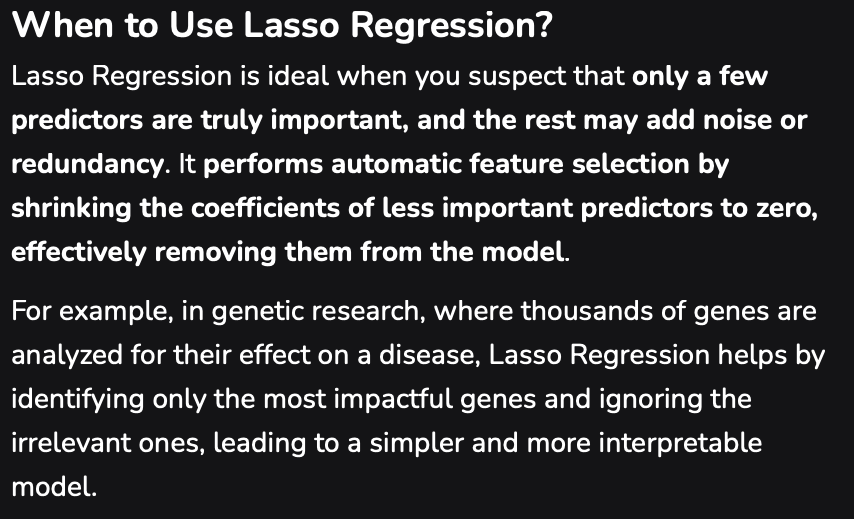 When to Use Lasso Regression?
Lasso Regression is ideal when you suspect that only a few
predictors are truly important, and the rest may add noise or
redundancy. It performs automatic feature selection by
shrinking the coefficients of less important predictors to zero,
effectively removing them from the model.
For example, in genetic research, where thousands of genes are
analyzed for their effect on a disease, Lasso Regression helps by
identifying only the most impactful genes and ignoring the
irrelevant ones, leading to a simpler and more interpretable
model.